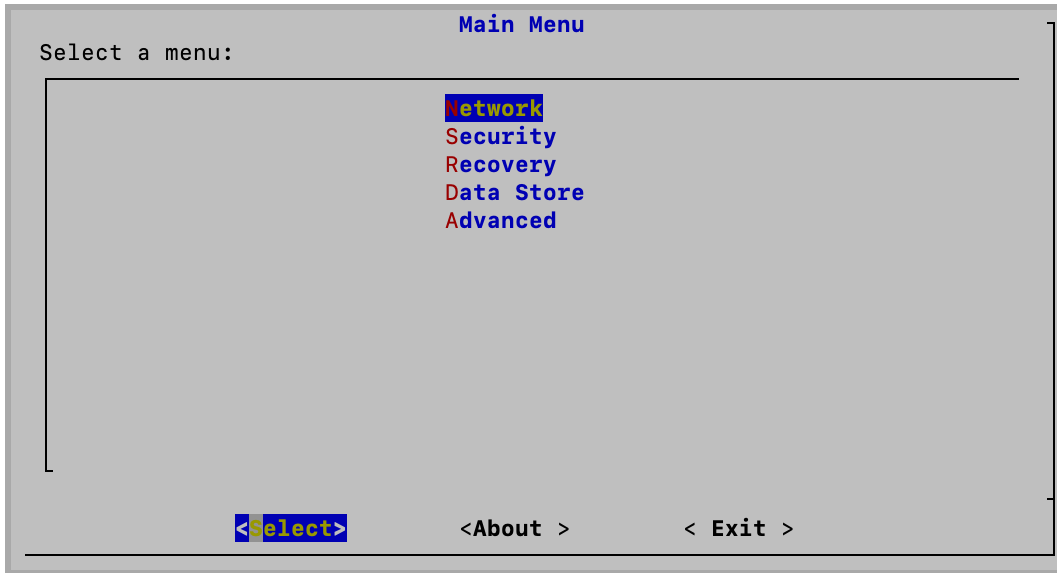 Main Menu
Select a menu:
Network
Security
Recovery
Data Store
Advanced
<Select> <About > < Exit >